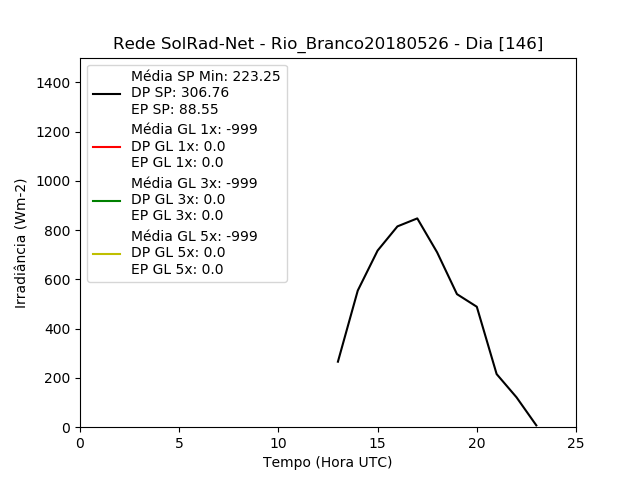 Rede SolRad-Net - Rio_Branco20180526 - Dia [146]
Média SP Min: 223.25
DP SP: 306.76
EP SP: 88.55
Média GL 1x: -999
DP GL 1x: 0.0
EP GL 1x: 0.0
Média GL 3x: -999
DP GL 3x: 0.0
EP GL 3x: 0.0
Média GL 5x: -999
DP GL 5x: 0.0
EP GL 5x: 0.0
Irradiância (Wm-2)
1400
1200
1000
800
600
400
200
0
0 5 10 15 20 25
Tempo (Hora UTC)